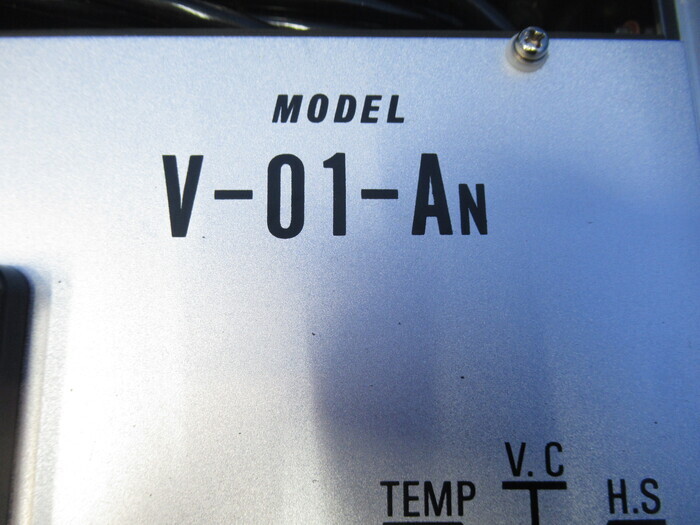 MODEL
V-01-AN
V.C
TEMP
H.S